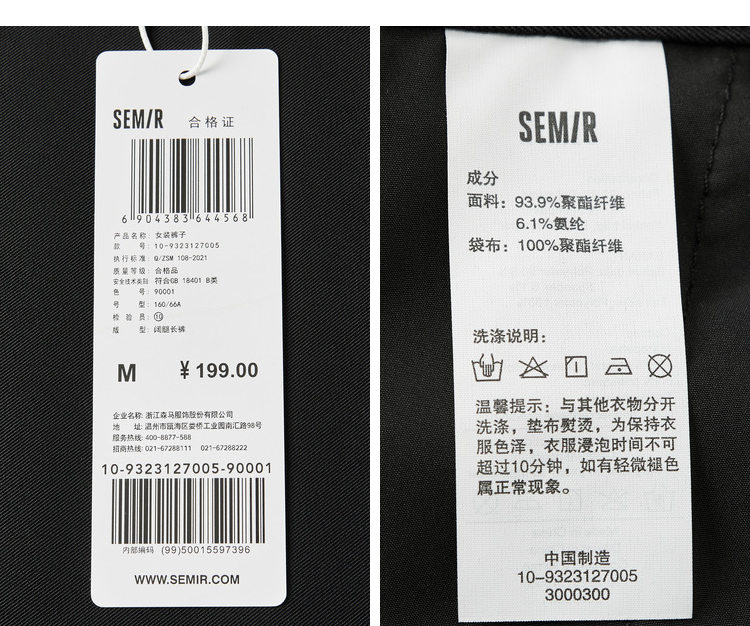 SEMIR 合格证
6 904383 644568
产品名称: 女装裤子
款 号: 10-9323127005
执行标准: Q/ZSM 108-2021
质量等级: 合格品
安全技术类别: 符合GB 18401 B类
色 号: 90001
号 型: 160/66A
检 验 员: 10
版 型: 阔腿长裤
M ¥199.00
企业名称: 浙江森马服饰股份有限公司
地 址: 温州市瓯海区娄桥工业园南汇路98号
服务热线: 400-8877-588
招商热线: 021-67288111 021-67288222
10-9323127005-90001
内部编码 (99)50015597396
WWW.SEMIR.COM
SEMIR
成分
面料: 93.9%聚酯纤维
6.1%氨纶
袋布: 100%聚酯纤维
洗涤说明:
温馨提示: 与其他衣物分开
洗涤, 垫布熨烫, 为保持衣
服色泽, 衣服浸泡时间不可
超过10分钟, 如有轻微褪色
属正常现象。
中国制造
10-9323127005
3000300